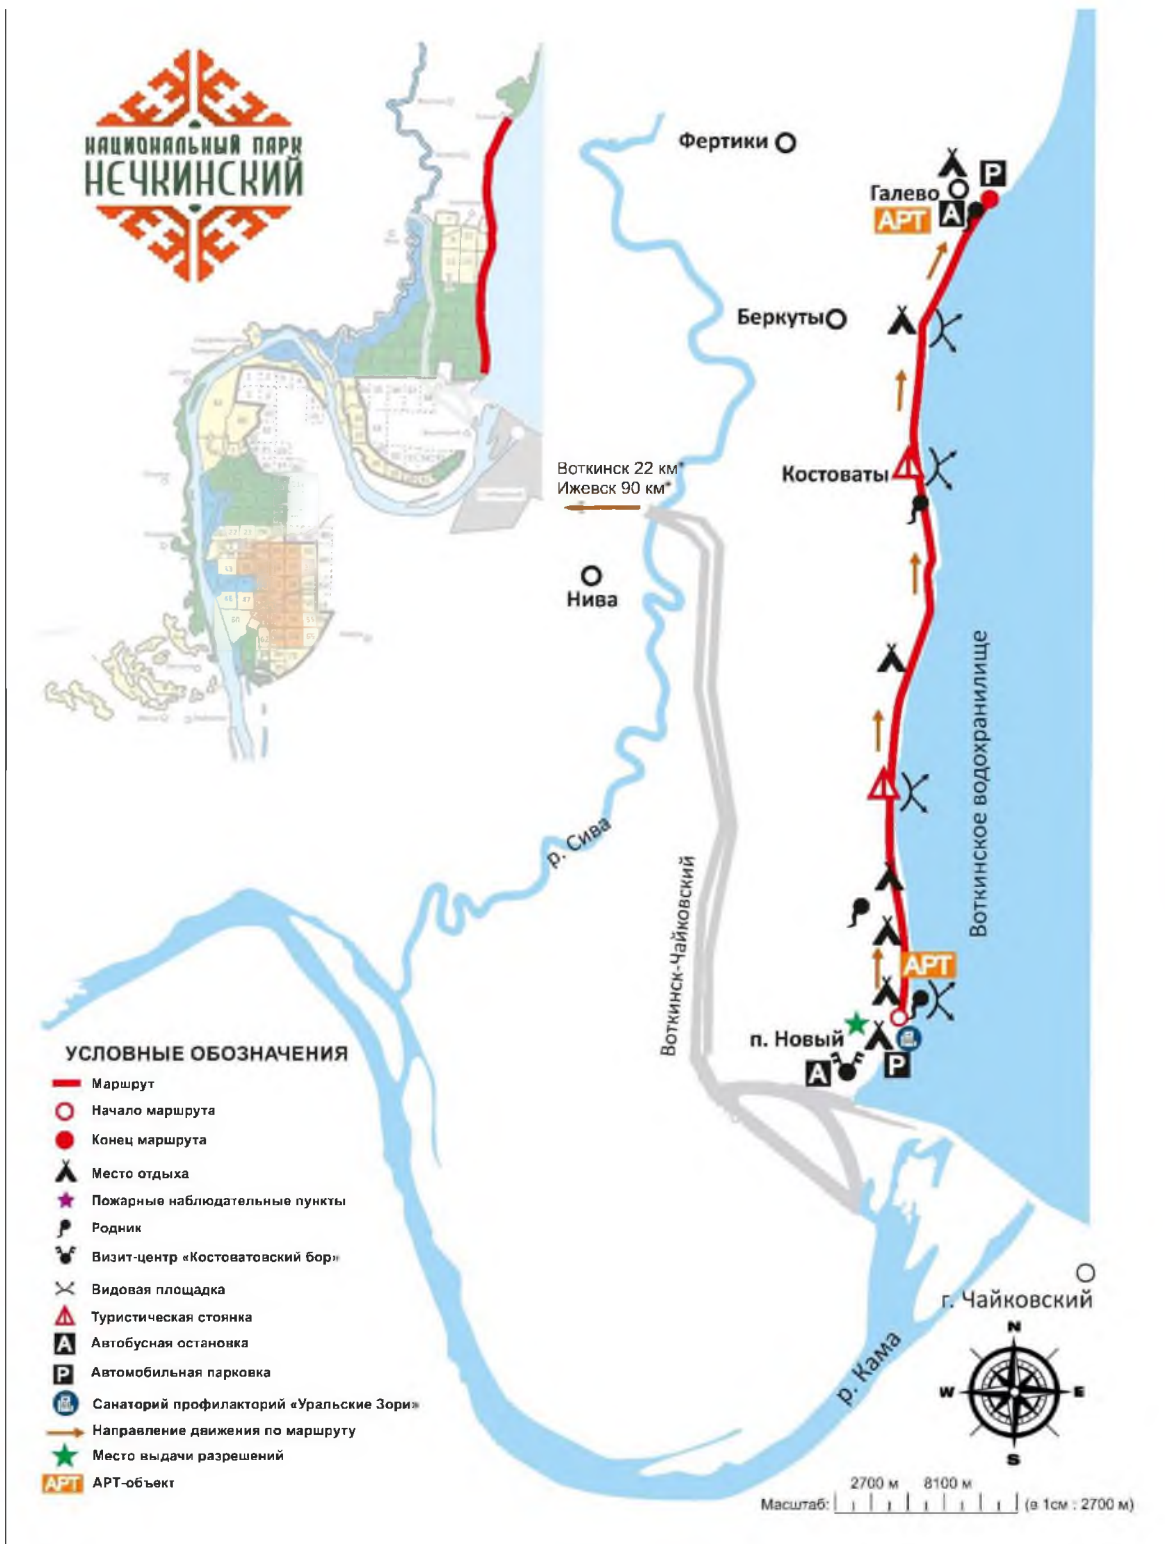 НАЦИОНАЛЬНЫЙ ПАРК
НЕЧКИНСКИЙ
Фертики
Р
Галево
А
АРТ
Беркуты
Воткинск 22 км*
Ижевск 90 км*
Костоваты
Нива
Воткинское водохранилище
р. Сива
Воткинск-Чайковский
АРТ
п. Новый
А
Р
УСЛОВНЫЕ ОБОЗНАЧЕНИЯ
Маршрут
Начало маршрута
Конец маршрута
Место отдыха
Пожарные наблюдательные пункты
Родник
Визит-центр «Костоватовский бор»
Видовая площадка
Туристическая стоянка
А Автобусная остановка
Р Автомобильная парковка
Санаторий профилакторий «Уральские Зори»
Направление движения по маршруту
Место выдачи разрешений
АРТ АРТ-объект
г. Чайковский
р. Кама
N
W E
S
2700 м 8100 м
Масштаб: (в 1см : 2700 м)